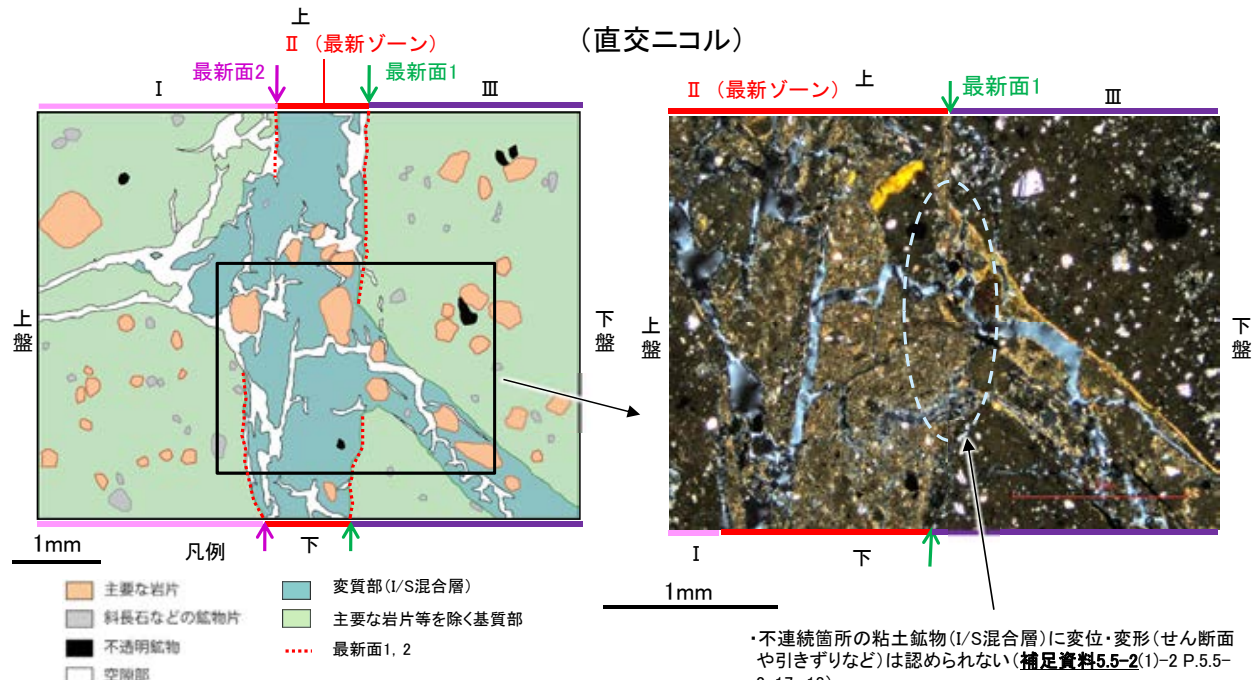 上
Ⅱ （最新ゾーン）
（直交ニコル）
最新面2
最新面1
Ⅰ
Ⅲ
上盤
下盤
1mm
凡例
下
主要な岩片
斜長石などの鉱物片
不透明鉱物
空隙部
変質部(I/S混合層)
主要な岩片等を除く基質部
最新面1, 2
Ⅱ （最新ゾーン）
上
最新面1
Ⅲ
上盤
下盤
Ⅰ
下
1mm
・不連続箇所の粘土鉱物(I/S混合層)に変位・変形(せん断面
や引きずりなど)は認められない(補足資料5.5-2(1)-2 P.5.5-